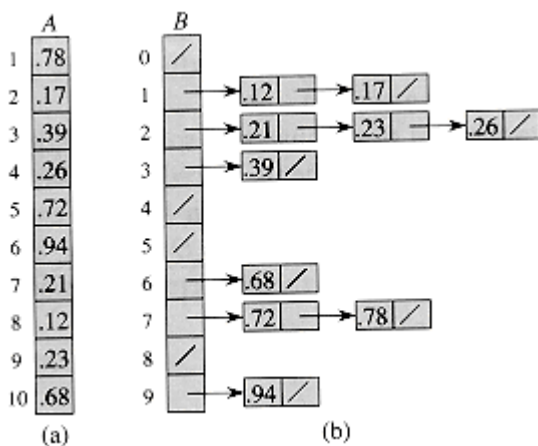 A B
1 .78 0
2 .17 1 .12 .17
3 .39 2 .21 .23 .26
4 .26 3 .39
5 .72 4
6 .94 5
7 .21 6 .68
8 .12 7 .72 .78
9 .23 8
10 .68 9 .94
(a) (b)